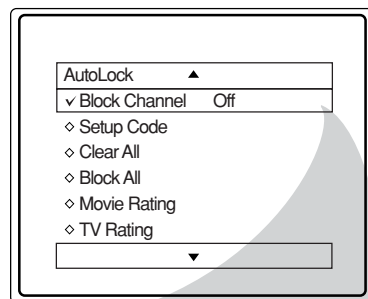 AutoLock ▲
✓ Block Channel Off
◇ Setup Code
◇ Clear All
◇ Block All
◇ Movie Rating
◇ TV Rating
▼